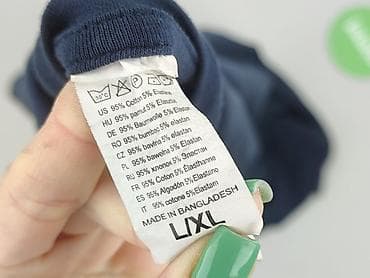 30°C
US 95% Cotton 5% Elastane
HU 95% pamut 5% Elasztán
DE 95% Baumwolle 5% Elastan
RO 95% bumbac 5% elastan
CZ 95% bavlna 5% elastan
PL 95% bawełna 5% Elastan
RU 95% хлопок 5% Эластан
FR 95% Coton 5% Elasthanne
ES 95% Algodón 5% Elastano
IT 95% cotone 5% Elastam
MADE IN BANGLADESH
L/XL